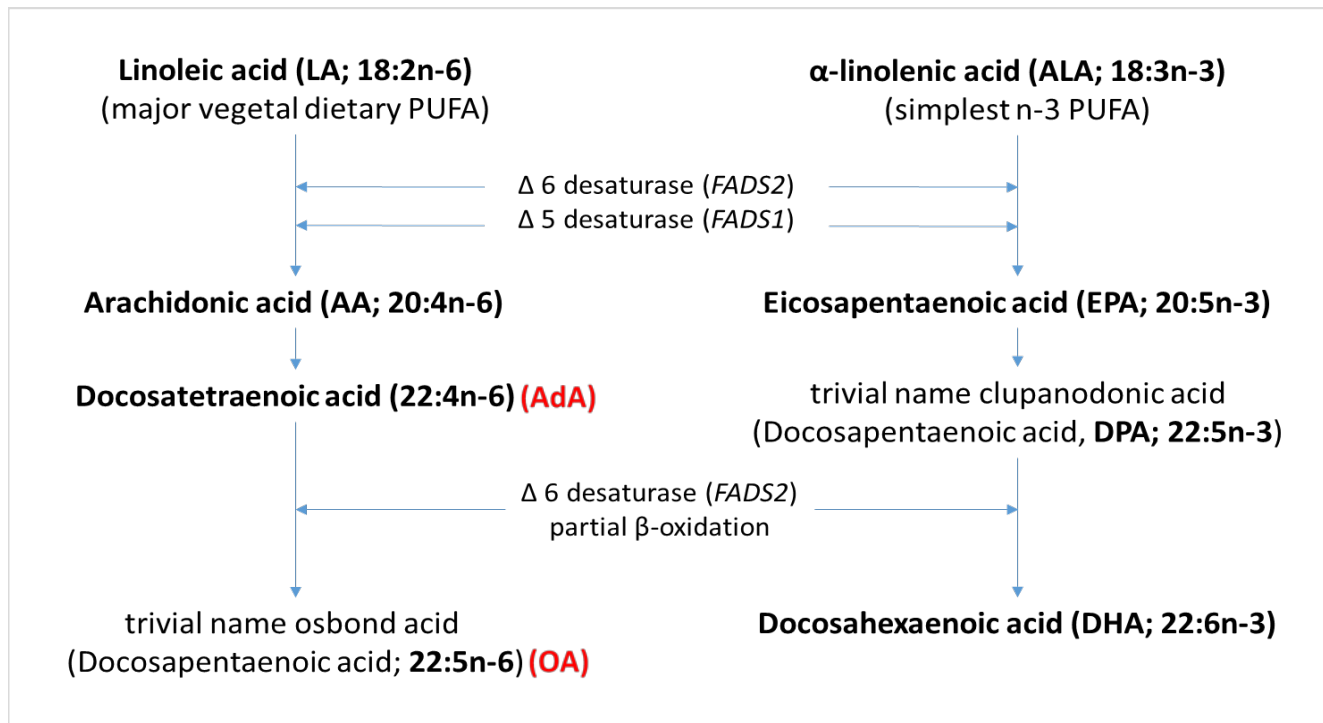 Linoleic acid (LA; 18:2n-6)
(major vegetal dietary PUFA)
α-linolenic acid (ALA; 18:3n-3)
(simplest n-3 PUFA)
Δ 6 desaturase (FADS2)
Δ 5 desaturase (FADS1)
Arachidonic acid (AA; 20:4n-6)
Eicosapentaenoic acid (EPA; 20:5n-3)
Docosatetraenoic acid (22:4n-6) (AdA)
trivial name clupanodonic acid
(Docosapentaenoic acid, DPA; 22:5n-3)
Δ 6 desaturase (FADS2)
partial β-oxidation
trivial name osbond acid
(Docosapentaenoic acid; 22:5n-6) (OA)
Docosahexaenoic acid (DHA; 22:6n-3)